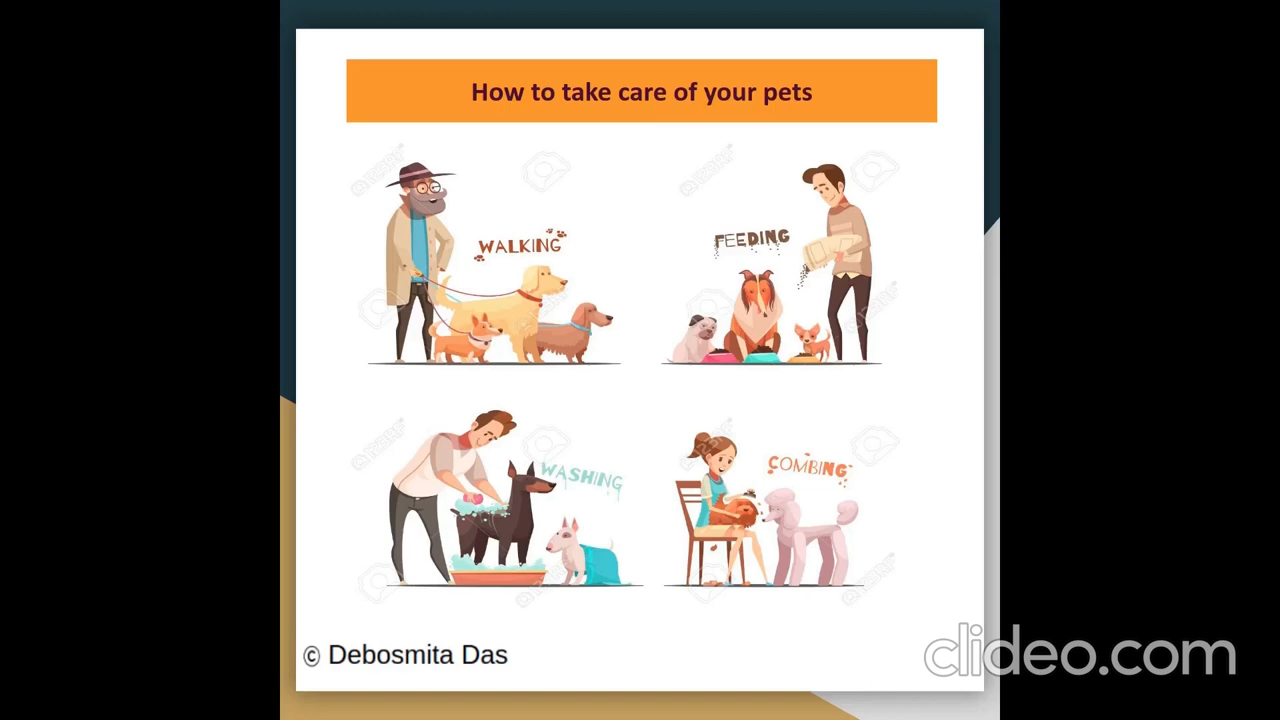 How to take care of your pets
WALKING
FEEDING
WASHING
COMBING
© Debosmita Das
clideo.com